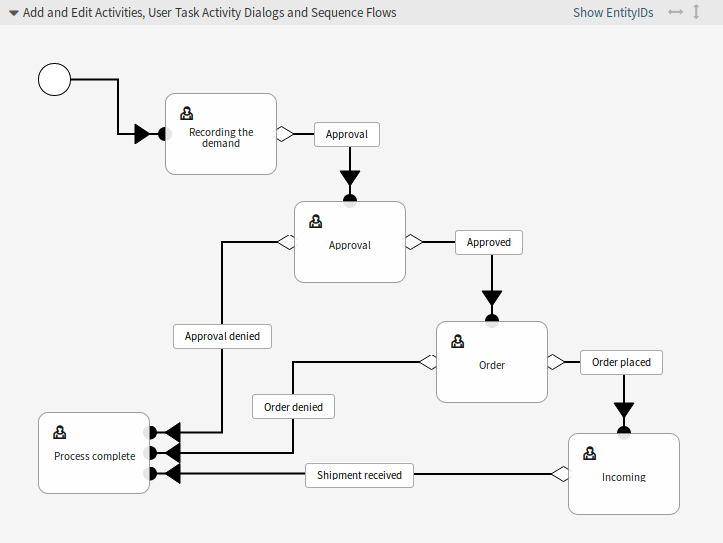 Add and Edit Activities, User Task Activity Dialogs and Sequence Flows
Show EntityIDs
Recording the
demand
Approval
Approval
Approved
Approval denied
Order
Order placed
Order denied
Process complete
Shipment received
Incoming